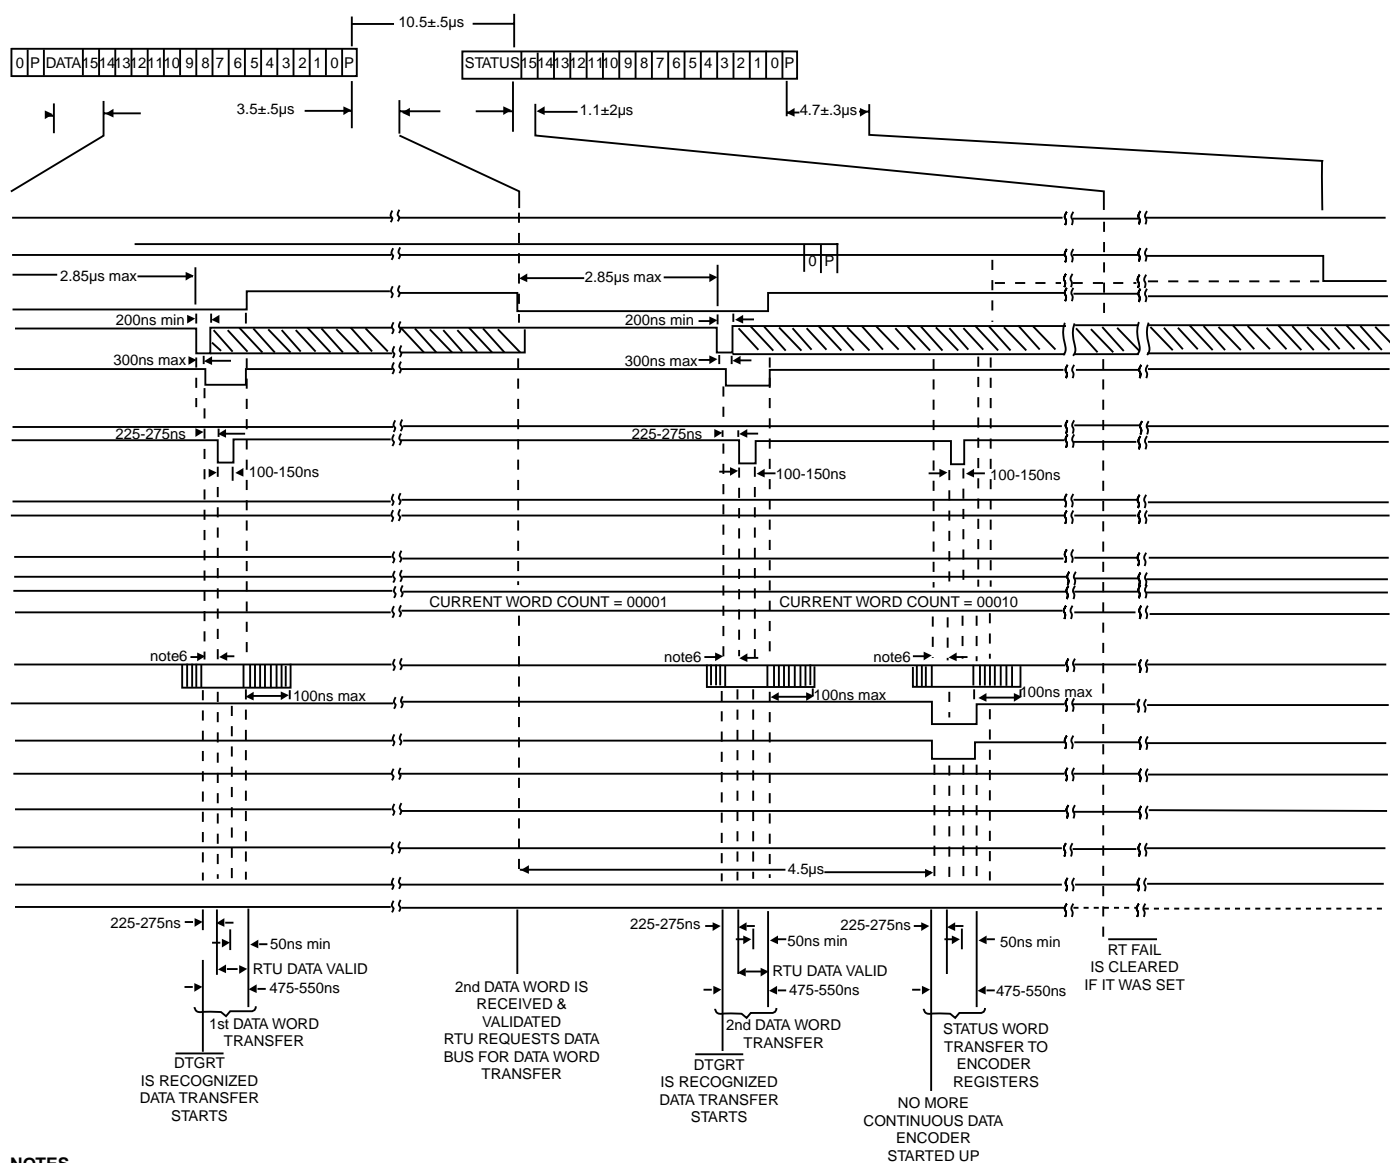 10.5±.5µs
0 P DATA 15 14 13 12 11 10 9 8 7 6 5 4 3 2 1 0 P
STATUS 15 14 13 12 11 10 9 8 7 6 5 4 3 2 1 0 P
3.5±.5µs
1.1±2µs
4.7±.3µs
0 P
2.85µs max
2.85µs max
200ns min
200ns min
300ns max
300ns max
225-275ns
225-275ns
100-150ns
100-150ns
100-150ns
CURRENT WORD COUNT = 00001
CURRENT WORD COUNT = 00010
note6
note6
note6
100ns max
100ns max
100ns max
4.5µs
225-275ns
225-275ns
225-275ns
50ns min
50ns min
50ns min
RTU DATA VALID
RTU DATA VALID
475-550ns
475-550ns
475-550ns
1st DATA WORD
TRANSFER
DTGRT
IS RECOGNIZED
DATA TRANSFER
STARTS
2nd DATA WORD IS
RECEIVED &
VALIDATED
RTU REQUESTS DATA
BUS FOR DATA WORD
TRANSFER
2nd DATA WORD
TRANSFER
DTGRT
IS RECOGNIZED
DATA TRANSFER
STARTS
STATUS WORD
TRANSFER TO
ENCODER
REGISTERS
NO MORE
CONTINUOUS DATA
ENCODER
STARTED UP
RT FAIL
IS CLEARED
IF IT WAS SET
NOTES